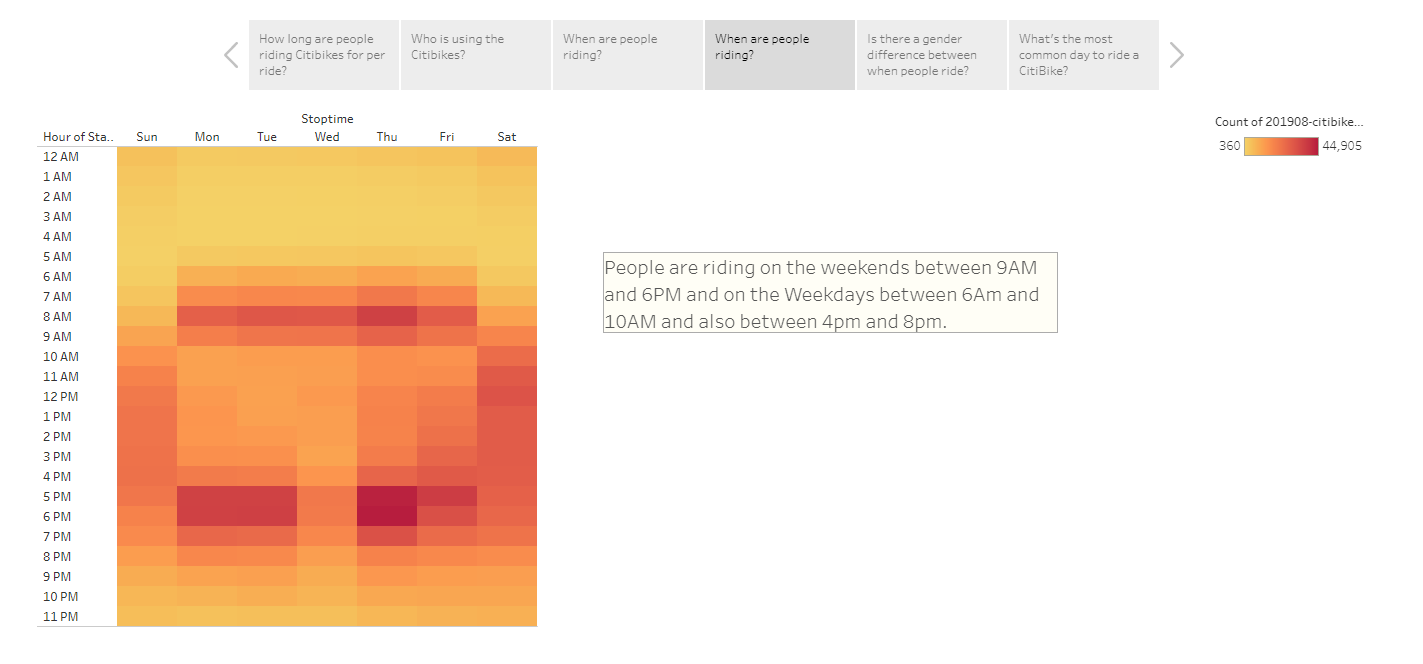 How long are people
riding Citibikes for per
ride?
Who is using the
Citibikes?
When are people
riding?
When are people
riding?
Is there a gender
difference between
when people ride?
What's the most
common day to ride a
CitiBike?
Stoptime
Hour of Sta.. Sun Mon Tue Wed Thu Fri Sat
12 AM
1 AM
2 AM
3 AM
4 AM
5 AM
6 AM
7 AM
8 AM
9 AM
10 AM
11 AM
12 PM
1 PM
2 PM
3 PM
4 PM
5 PM
6 PM
7 PM
8 PM
9 PM
10 PM
11 PM
People are riding on the weekends between 9AM
and 6PM and on the Weekdays between 6Am and
10AM and also between 4pm and 8pm.
Count of 201908-citibike...
360 44,905